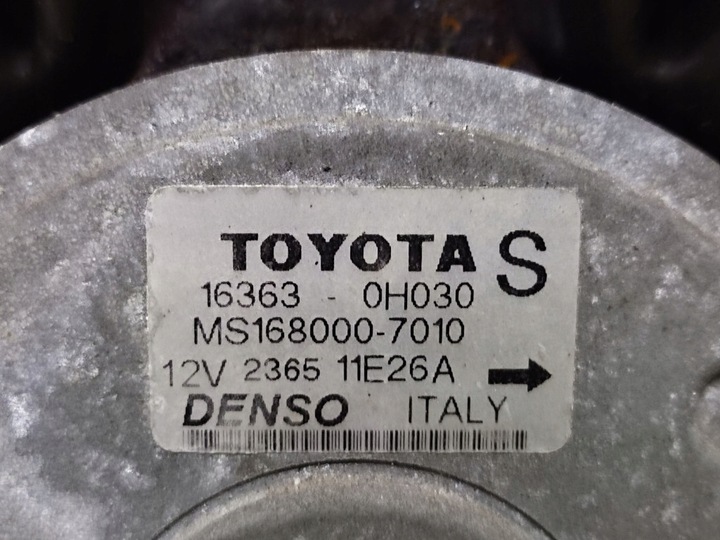 TOYOTA S
16363 - 0H030
MS168000-7010
12V 2365 11E26A
DENSO ITALY